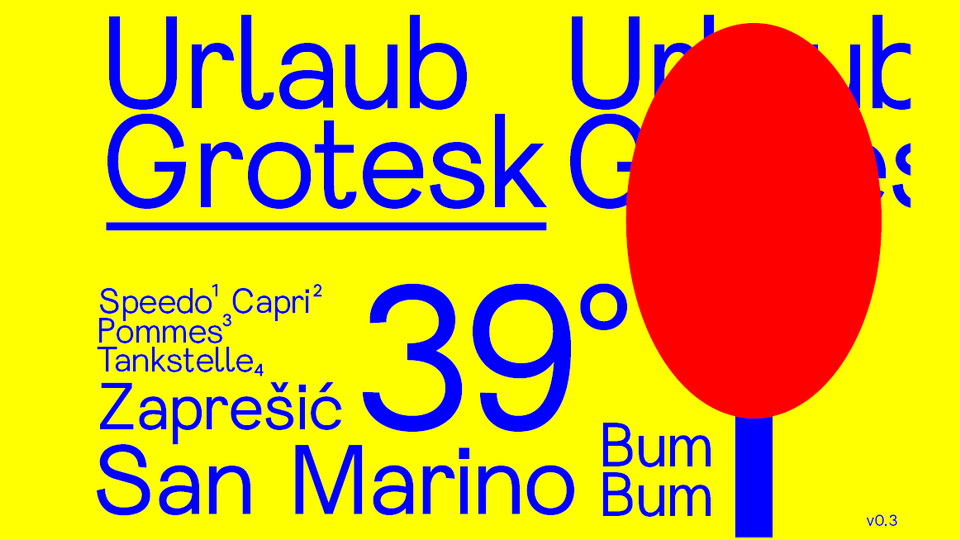 Urlaub
Grotesk
Speedo¹ Capri²
Pommes³
Tankstelle₄
39°
Zaprešić
San Marino
Bum
Bum
v0.3